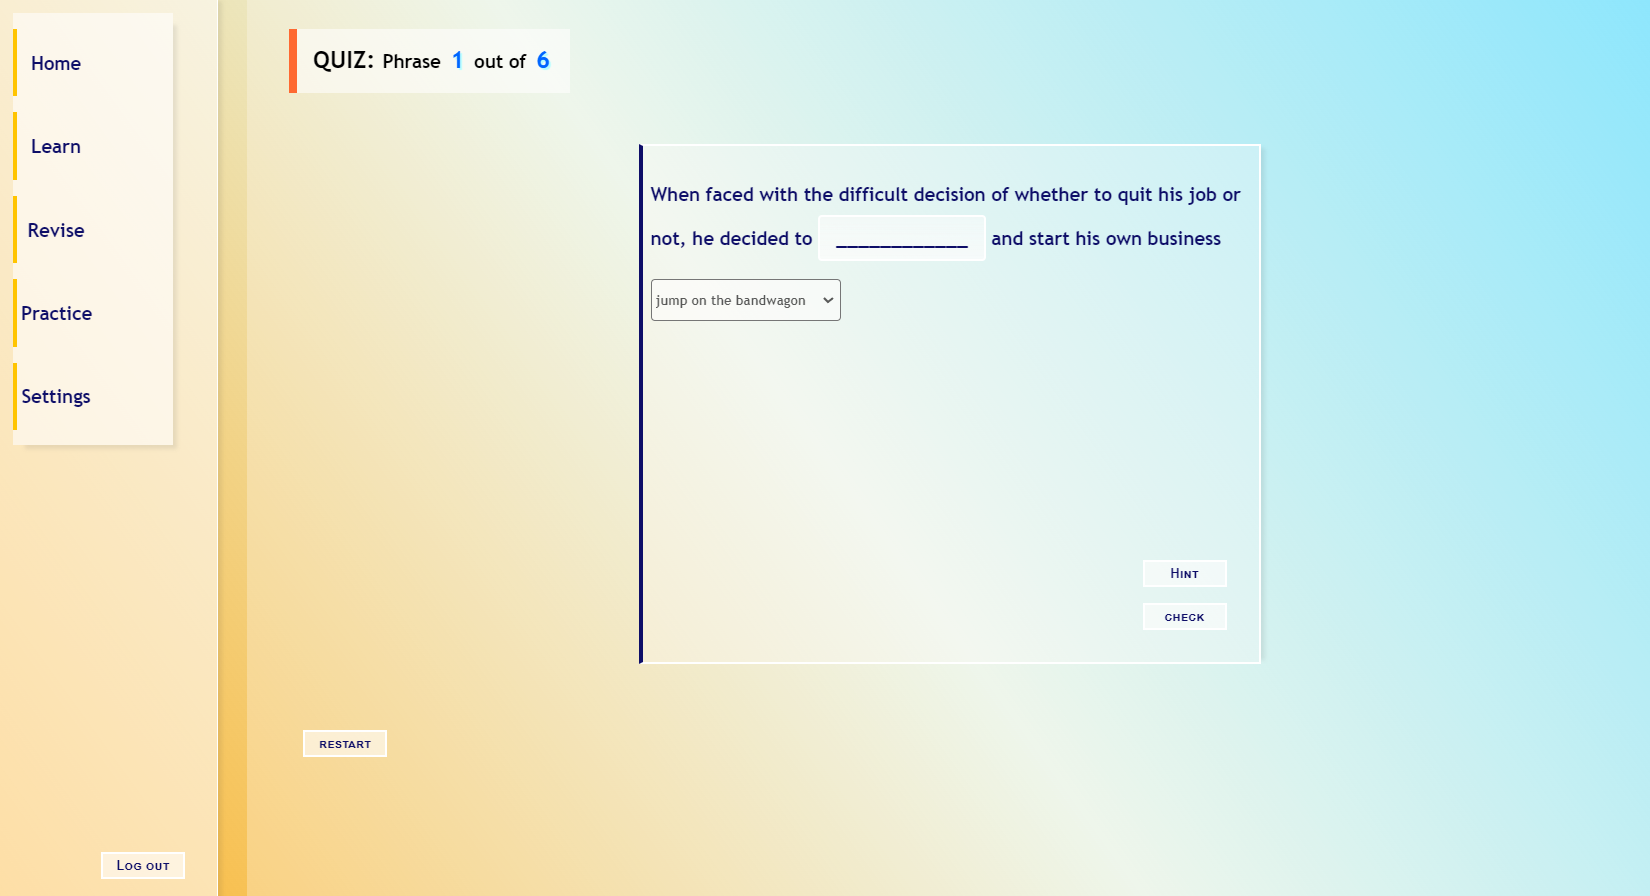 Home
Learn
Revise
Practice
Settings
Log out
QUIZ: Phrase 1 out of 6
When faced with the difficult decision of whether to quit his job or
not, he decided to ____________ and start his own business
jump on the bandwagon
Hint
CHECK
RESTART